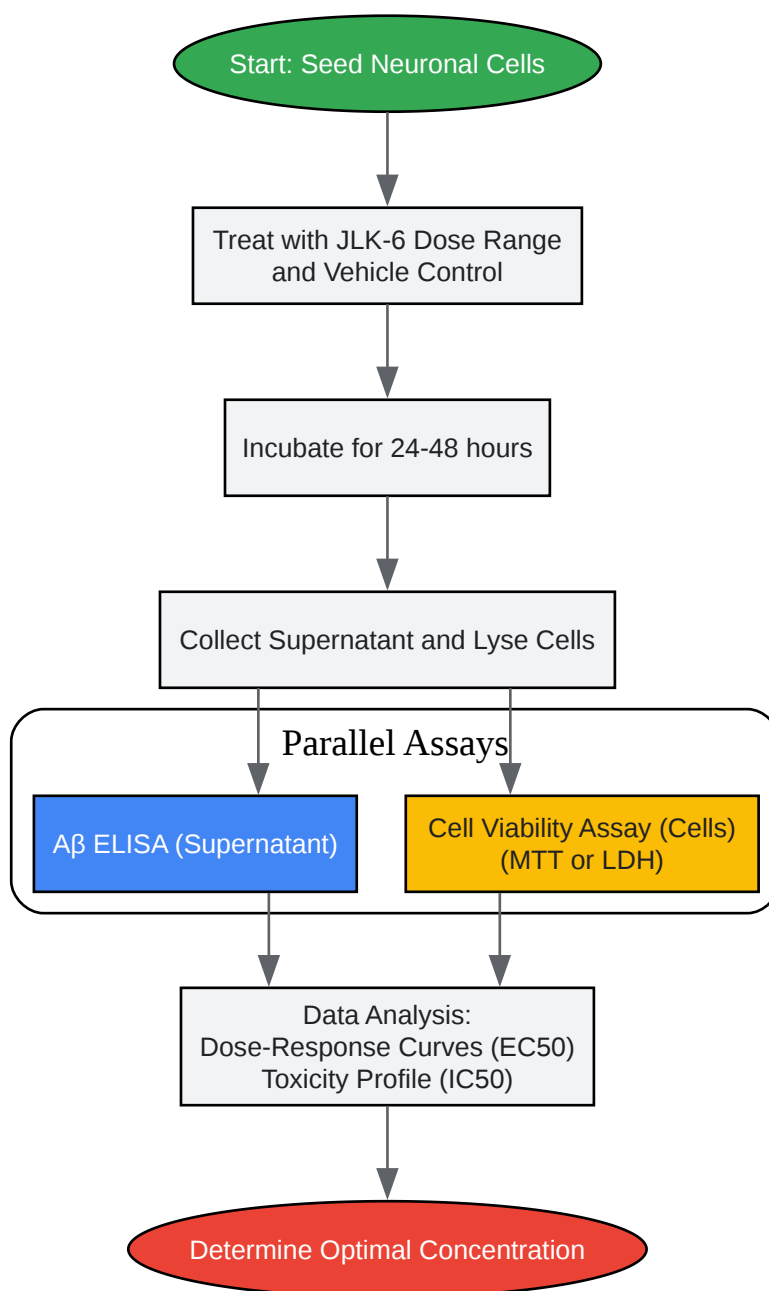 Start: Seed Neuronal Cells
Treat with JLK-6 Dose Range
and Vehicle Control
Incubate for 24-48 hours
Collect Supernatant and Lyse Cells
Parallel Assays
Aβ ELISA (Supernatant)
Cell Viability Assay (Cells)
(MTT or LDH)
Data Analysis:
Dose-Response Curves (EC50)
Toxicity Profile (IC50)
Determine Optimal Concentration